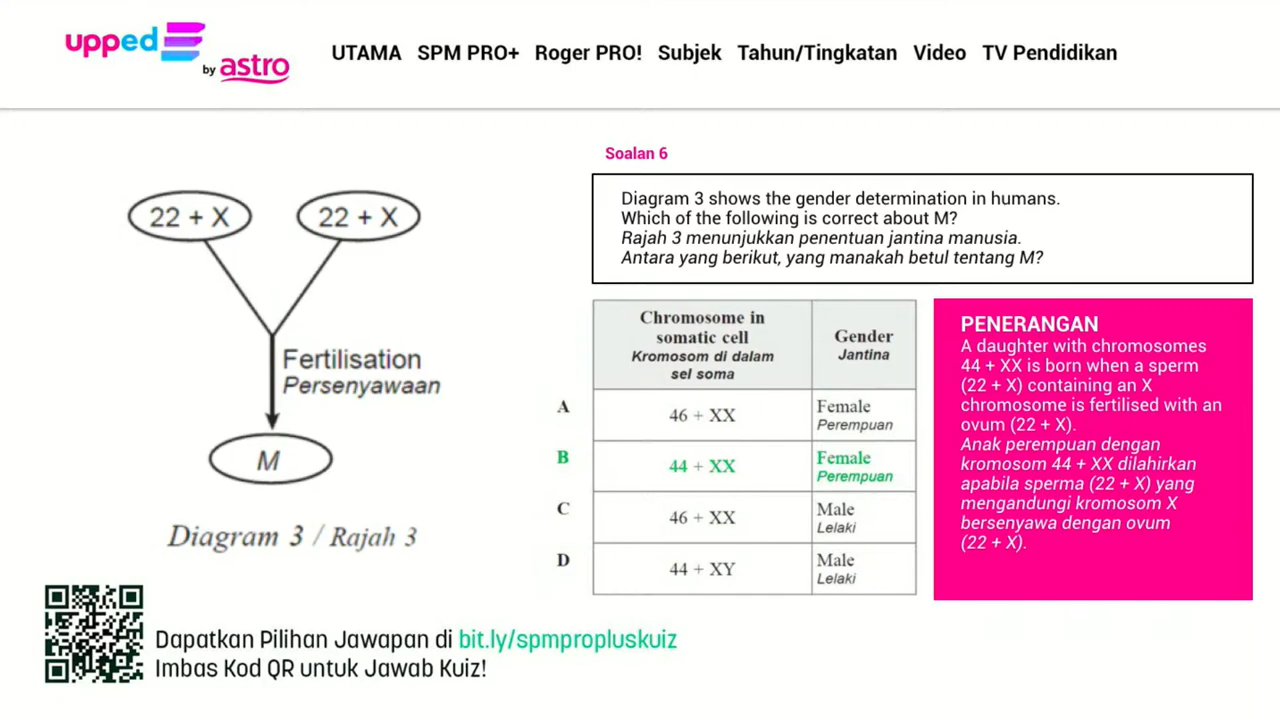 upped
by astro
UTAMA SPM PRO+ Roger PRO! Subjek Tahun/Tingkatan Video TV Pendidikan
22 + X 22 + X
Fertilisation
Persenyawaan
M
Diagram 3 / Rajah 3
Soalan 6
Diagram 3 shows the gender determination in humans.
Which of the following is correct about M?
Rajah 3 menunjukkan penentuan jantina manusia.
Antara yang berikut, yang manakah betul tentang M?
Chromosome in
somatic cell
Kromosom di dalam
sel soma
Gender
Jantina
A 46 + XX Female
Perempuan
B 44 + XX Female
Perempuan
C 46 + XX Male
Lelaki
D 44 + XY Male
Lelaki
PENERANGAN
A daughter with chromosomes
44 + XX is born when a sperm
(22 + X) containing an X
chromosome is fertilised with an
ovum (22 + X).
Anak perempuan dengan
kromosom 44 + XX dilahirkan
apabila sperma (22 + X) yang
mengandungi kromosom X
bersenyawa dengan ovum
(22 + X).
Dapatkan Pilihan Jawapan di bit.ly/spmpropluskuiz
Imbas Kod QR untuk Jawab Kuiz!